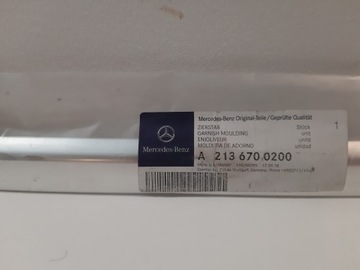 Mercedes-Benz Original-Teile/Geprüfte Qualität
ZIERSTAB Stück 1
GARNISH MOULDING unit
ENJOLIVEUR unité
MOLDURA DE ADORNO unidad
A 213 670 0200
Mercedes-Benz